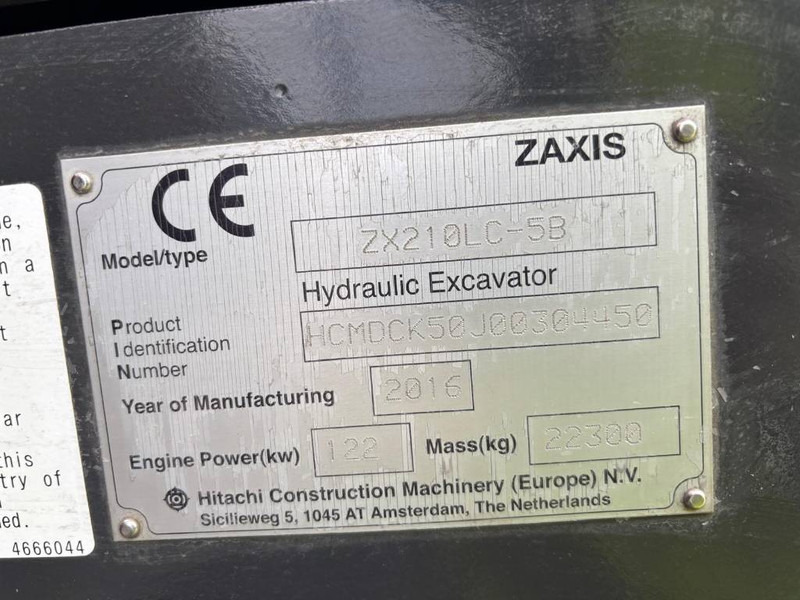 CE
ZAXIS
Model/type
ZX210LC-5B
Hydraulic Excavator
Product
Identification
Number
HCMDCK50J00304450
Year of Manufacturing
2016
Engine Power(kw)
122
Mass(kg)
22300
Hitachi Construction Machinery (Europe) N.V.
Sicilieweg 5, 1045 AT Amsterdam, The Netherlands
a
4666044